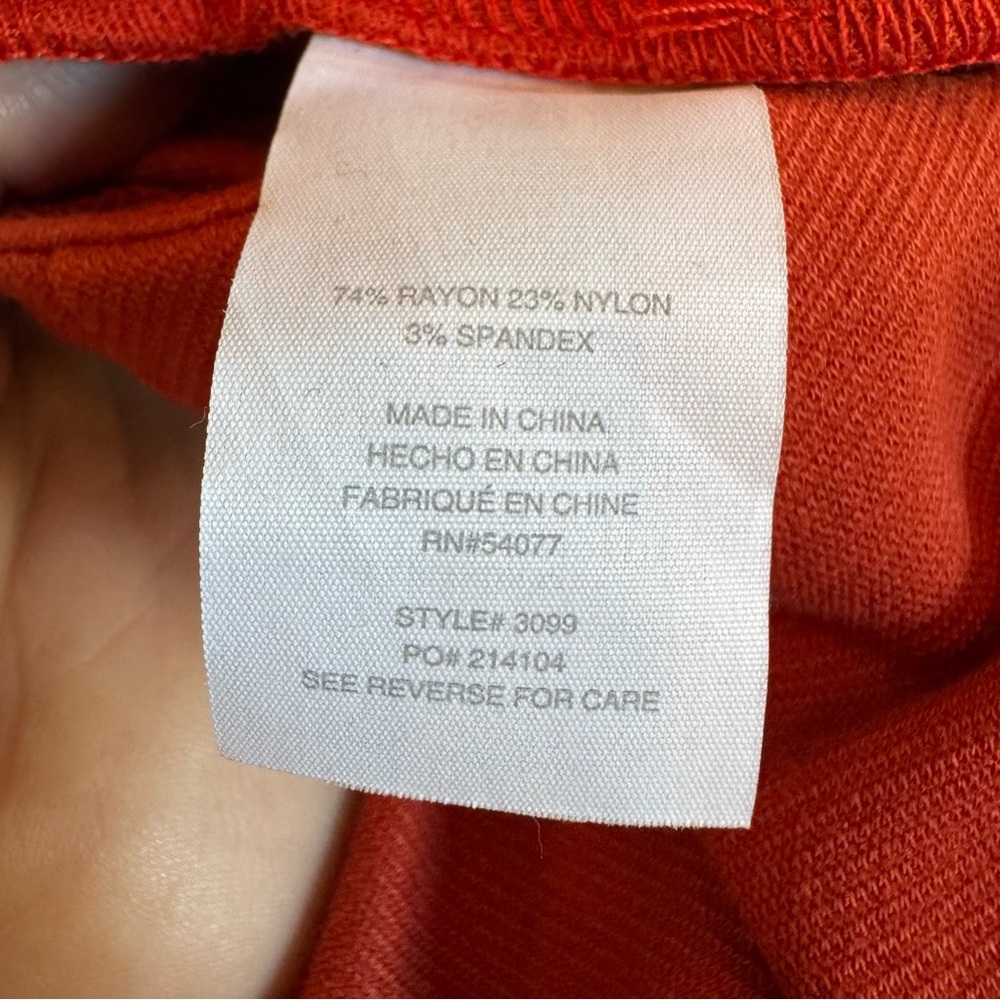 74% RAYON 23% NYLON
3% SPANDEX
MADE IN CHINA
HECHO EN CHINA
FABRIQUÉ EN CHINE
RN#54077
STYLE# 3099
PO# 214104
SEE REVERSE FOR CARE